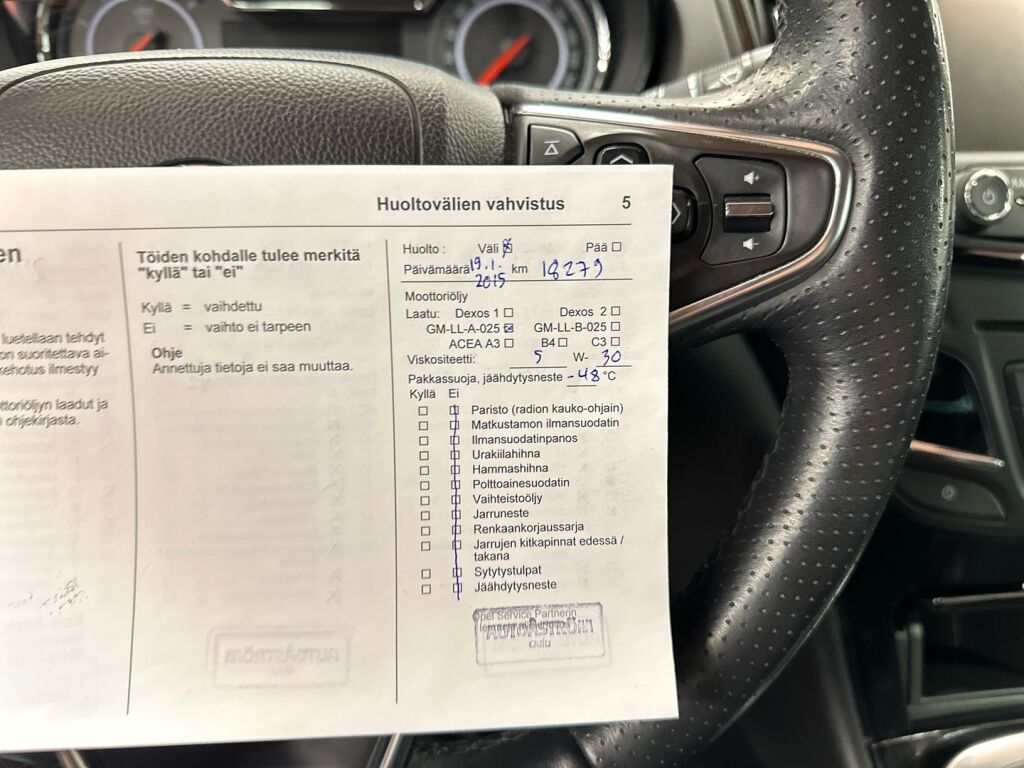 Huoltovälien vahvistus 5
en
luetellaan tehdyt
on suoritettava ai-
kehotus ilmestyy
ttoriöljyn laadut ja
ohjekirjasta.
Töiden kohdalle tulee merkitä
"kyllä" tai "ei"
Kyllä = vaihdettu
Ei = vaihto ei tarpeen
Ohje
Annettuja tietoja ei saa muuttaa.
Huolto : Väli Pää
Päivämäärä 19.1. 2015 km 18279
Moottoriöljy
Laatu: Dexos 1 Dexos 2
GM-LL-A-025 GM-LL-B-025
ACEA A3 B4 C3
Viskositeetti: 5 W- 30
Pakkassuoja, jäähdytysneste -48 °C
Kyllä Ei
Paristo (radion kauko-ohjain)
Matkustamon ilmansuodatin
Ilmansuodatinpanos
Urakiilahihna
Hammashihna
Polttoainesuodatin
Vaihteistoöljy
Jarruneste
Renkaankorjaussarja
Jarrujen kitkapinnat edessä /
takana
Sytytystulpat
Jäähdytysneste
Opel Service Partnerin
AUTOÅSTRÖM
oulu